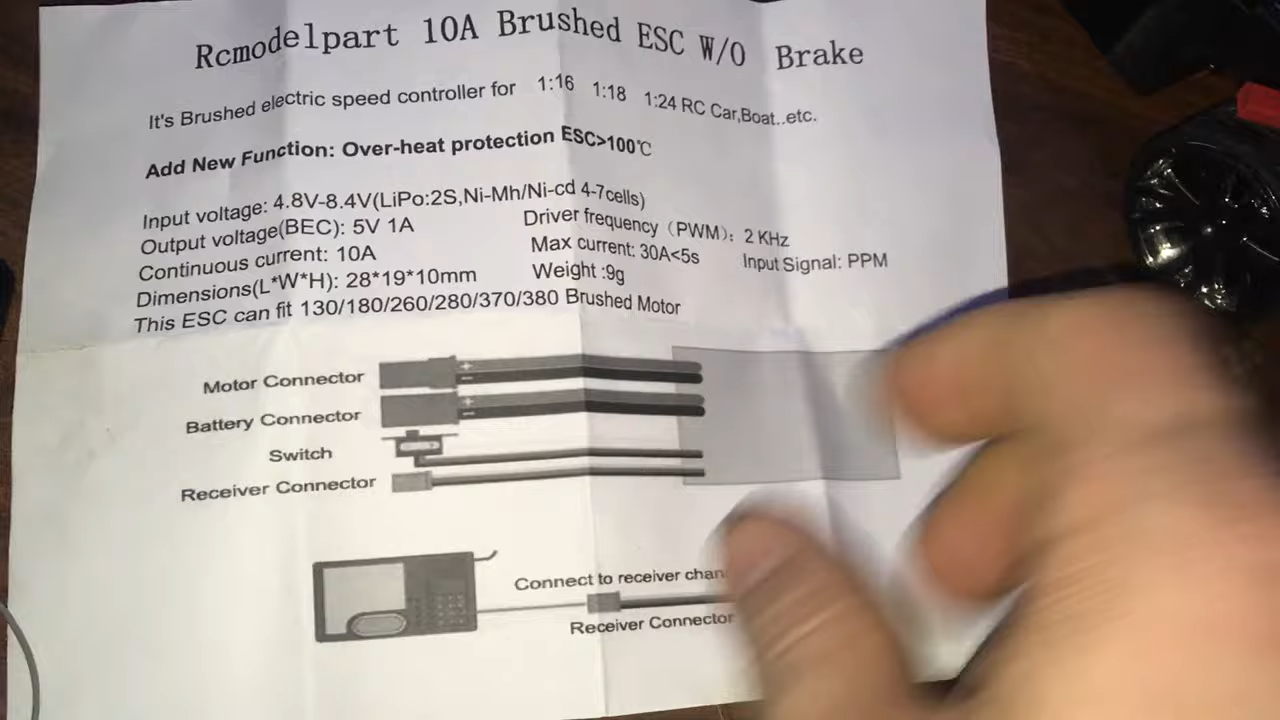 Rcmodelpart 10A Brushed ESC W/O Brake
It's Brushed electric speed controller for 1:16 1:18 1:24 RC Car,Boat..etc.
Add New Function: Over-heat protection ESC>100℃
Input voltage: 4.8V-8.4V(LiPo:2S,Ni-Mh/Ni-cd 4-7cells)
Output voltage(BEC): 5V 1A Driver frequency（PWM）: 2 KHz
Continuous current: 10A Max current: 30A<5s Input Signal: PPM
Dimensions(L*W*H): 28*19*10mm Weight :9g
This ESC can fit 130/180/260/280/370/380 Brushed Motor
Motor Connector
+
-
Battery Connector
+
-
Switch
Receiver Connector
Connect to receiver
Receiver Connector